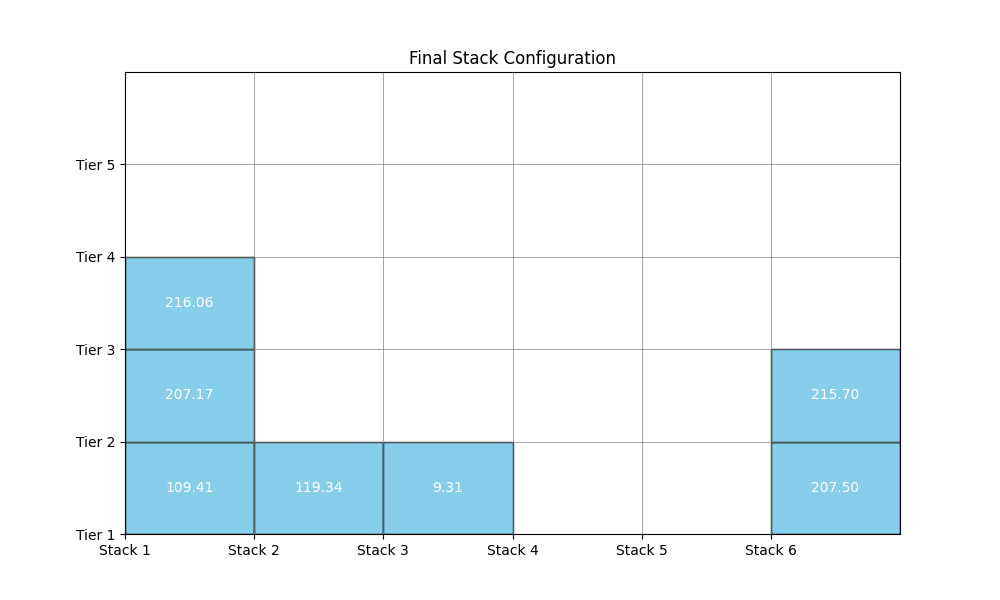 Final Stack Configuration
Tier 5
Tier 4
216.06
Tier 3
207.17
215.70
Tier 2
109.41
119.34
9.31
207.50
Tier 1
Stack 1
Stack 2
Stack 3
Stack 4
Stack 5
Stack 6